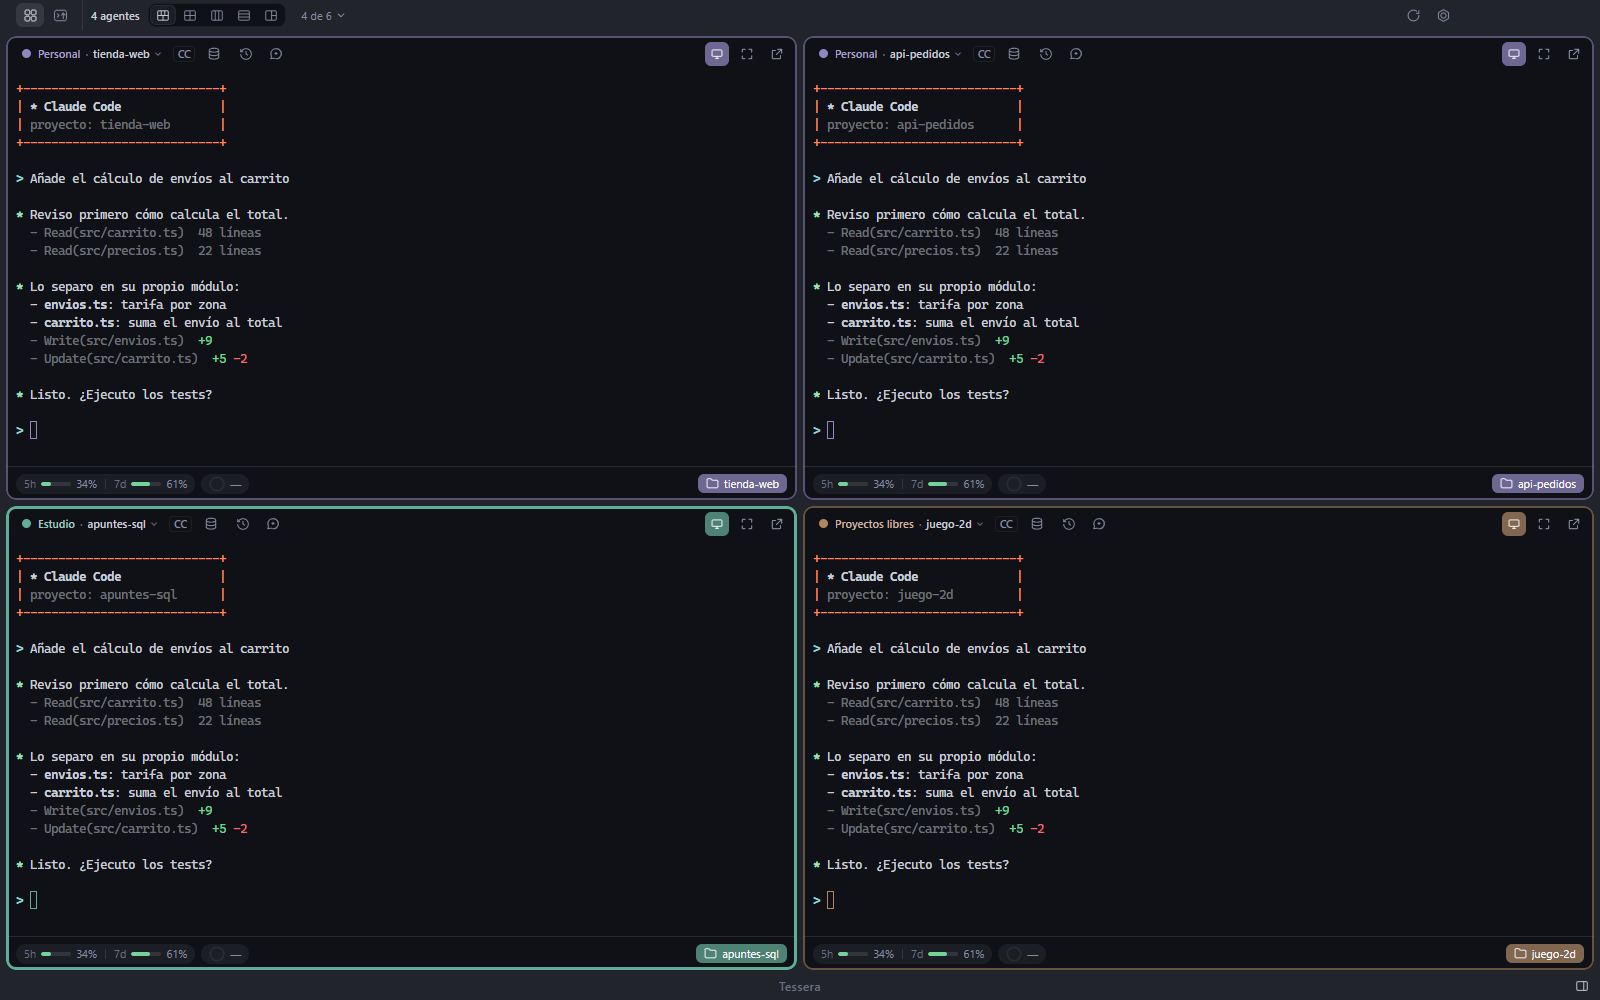 4 agentes 4 de 6
Personal · tienda-web CC
+----------------------------+
| * Claude Code |
| proyecto: tienda-web |
+----------------------------+
> Añade el cálculo de envíos al carrito
* Reviso primero cómo calcula el total.
- Read(src/carrito.ts) 48 líneas
- Read(src/precios.ts) 22 líneas
* Lo separo en su propio módulo:
- envios.ts: tarifa por zona
- carrito.ts: suma el envío al total
- Write(src/envios.ts) +9
- Update(src/carrito.ts) +5 -2
* Listo. ¿Ejecuto los tests?
>
5h 34% | 7d 61% —
tienda-web
Personal · api-pedidos CC
+----------------------------+
| * Claude Code |
| proyecto: api-pedidos |
+----------------------------+
> Añade el cálculo de envíos al carrito
* Reviso primero cómo calcula el total.
- Read(src/carrito.ts) 48 líneas
- Read(src/precios.ts) 22 líneas
* Lo separo en su propio módulo:
- envios.ts: tarifa por zona
- carrito.ts: suma el envío al total
- Write(src/envios.ts) +9
- Update(src/carrito.ts) +5 -2
* Listo. ¿Ejecuto los tests?
>
5h 34% | 7d 61% —
api-pedidos
Estudio · apuntes-sql CC
+----------------------------+
| * Claude Code |
| proyecto: apuntes-sql |
+----------------------------+
> Añade el cálculo de envíos al carrito
* Reviso primero cómo calcula el total.
- Read(src/carrito.ts) 48 líneas
- Read(src/precios.ts) 22 líneas
* Lo separo en su propio módulo:
- envios.ts: tarifa por zona
- carrito.ts: suma el envío al total
- Write(src/envios.ts) +9
- Update(src/carrito.ts) +5 -2
* Listo. ¿Ejecuto los tests?
>
5h 34% | 7d 61% —
apuntes-sql
Proyectos libres · juego-2d CC
+----------------------------+
| * Claude Code |
| proyecto: juego-2d |
+----------------------------+
> Añade el cálculo de envíos al carrito
* Reviso primero cómo calcula el total.
- Read(src/carrito.ts) 48 líneas
- Read(src/precios.ts) 22 líneas
* Lo separo en su propio módulo:
- envios.ts: tarifa por zona
- carrito.ts: suma el envío al total
- Write(src/envios.ts) +9
- Update(src/carrito.ts) +5 -2
* Listo. ¿Ejecuto los tests?
>
5h 34% | 7d 61% —
juego-2d
Tessera